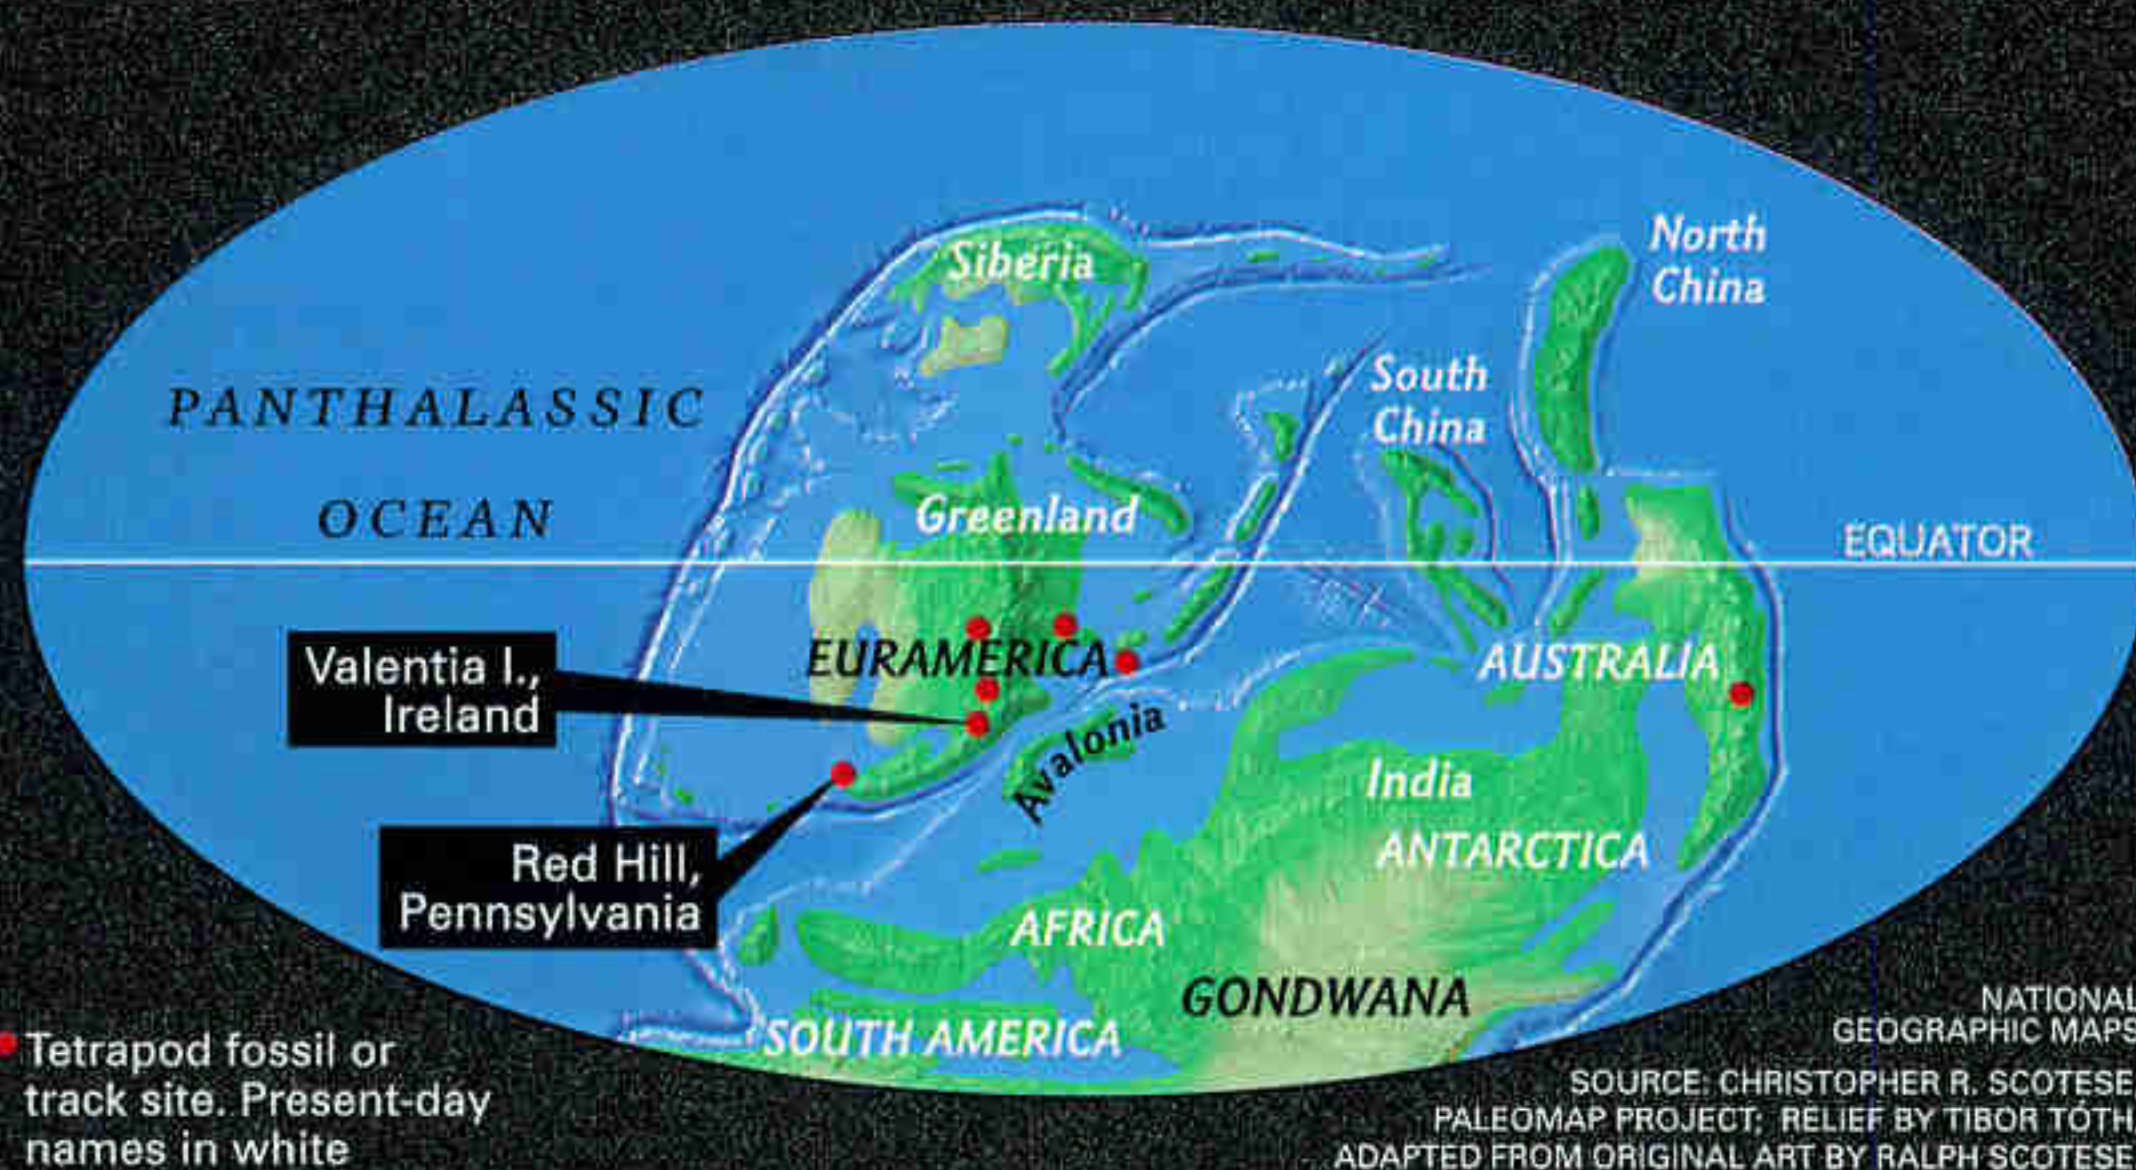 Siberia
North
China
South
China
PANTHALASSIC
OCEAN
Greenland
EQUATOR
Valentia I.,
Ireland
EURAMERICA
AUSTRALIA
Avalonia
India
ANTARCTICA
Red Hill,
Pennsylvania
AFRICA
GONDWANA
SOUTH AMERICA
Tetrapod fossil or
track site. Present-day
names in white
NATIONAL
GEOGRAPHIC MAPS
SOURCE: CHRISTOPHER R. SCOTESE,
PALEOMAP PROJECT; RELIEF BY TIBOR TÓTH,
ADAPTED FROM ORIGINAL ART BY RALPH SCOTESE